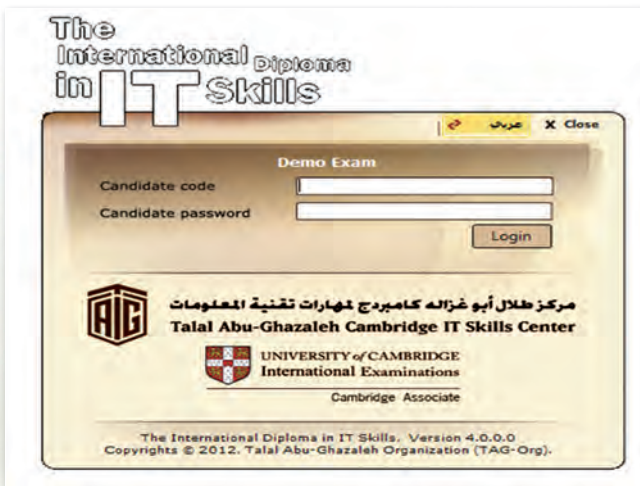 The
International Diploma
in IT Skills
عربي X Close
Demo Exam
Candidate code
Candidate password
Login
مركز طلال أبو غزاله كامبردج لمهارات تقنية المعلومات
Talal Abu-Ghazaleh Cambridge IT Skills Center
UNIVERSITY of CAMBRIDGE
International Examinations
Cambridge Associate
The International Diploma in IT Skills. Version 4.0.0.0
Copyrights © 2012. Talal Abu-Ghazaleh Organization (TAG-Org).